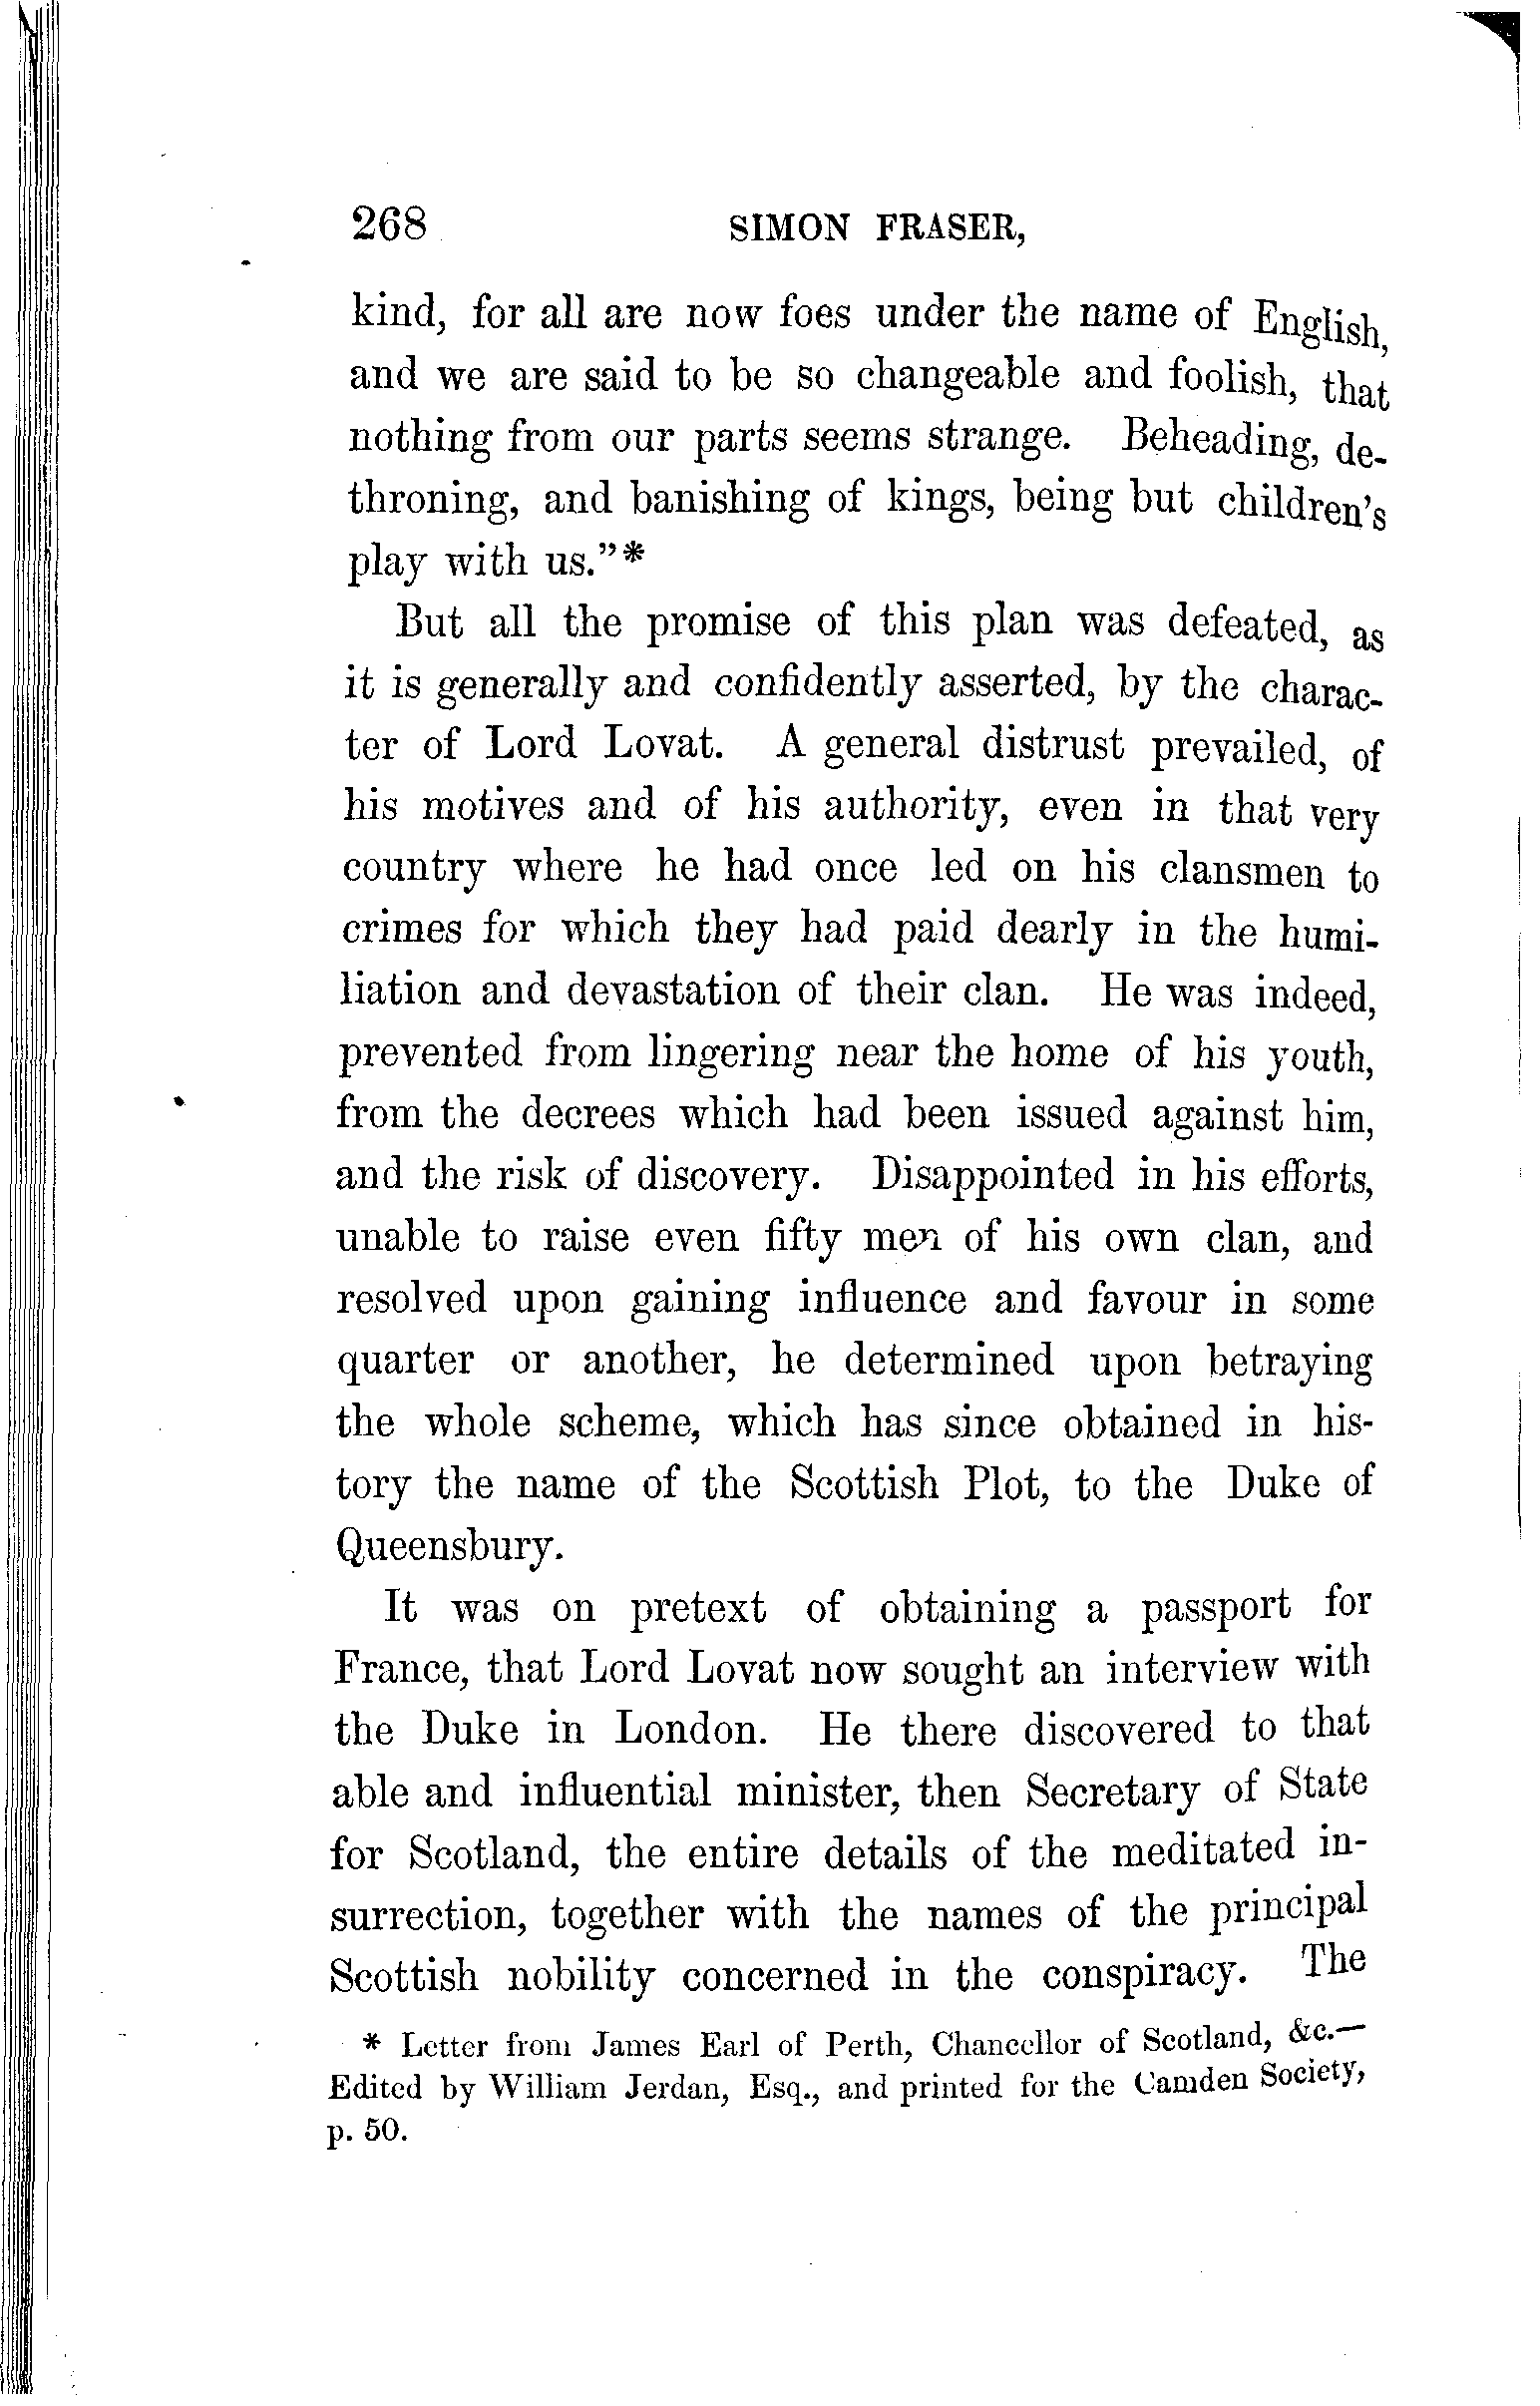 268 SIMON FRASER,
kind, for all are now foes under the name of English,
and we are said to be so changeable and foolish, that
nothing from our parts seems strange. Beheading, de-
throning, and banishing of kings, being but children's
play with us."*
But all the promise of this plan was defeated, as
it is generally and confidently asserted, by the charac-
ter of Lord Lovat. A general distrust prevailed, of
his motives and of his authority, even in that very
country where he had once led on his clansmen to
crimes for which they had paid dearly in the humi-
liation and devastation of their clan. He was indeed,
prevented from lingering near the home of his youth,
from the decrees which had been issued against him,
and the risk of discovery. Disappointed in his efforts,
unable to raise even fifty men of his own clan, and
resolved upon gaining influence and favour in some
quarter or another, he determined upon betraying
the whole scheme, which has since obtained in his-
tory the name of the Scottish Plot, to the Duke of
Queensbury.
It was on pretext of obtaining a passport for
France, that Lord Lovat now sought an interview with
the Duke in London. He there discovered to that
able and influential minister, then Secretary of State
for Scotland, the entire details of the meditated in-
surrection, together with the names of the principal
Scottish nobility concerned in the conspiracy. The
* Letter from James Earl of Perth, Chancellor of Scotland, &c.—
Edited by William Jerdan, Esq., and printed for the Camden Society,
p. 50.